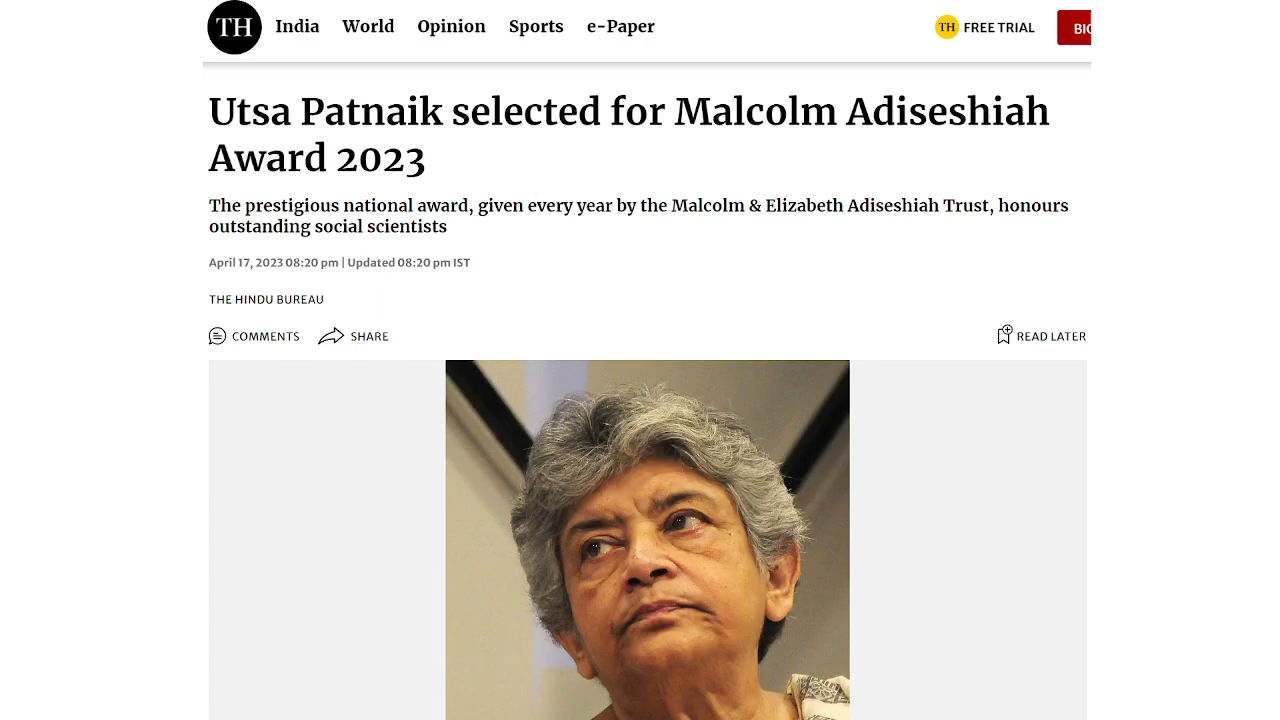 TH India World Opinion Sports e-Paper TH FREE TRIAL
Utsa Patnaik selected for Malcolm Adiseshiah
Award 2023
The prestigious national award, given every year by the Malcolm & Elizabeth Adiseshiah Trust, honours
outstanding social scientists
April 17, 2023 08:20 pm | Updated 08:20 pm IST
THE HINDU BUREAU
COMMENTS SHARE READ LATER